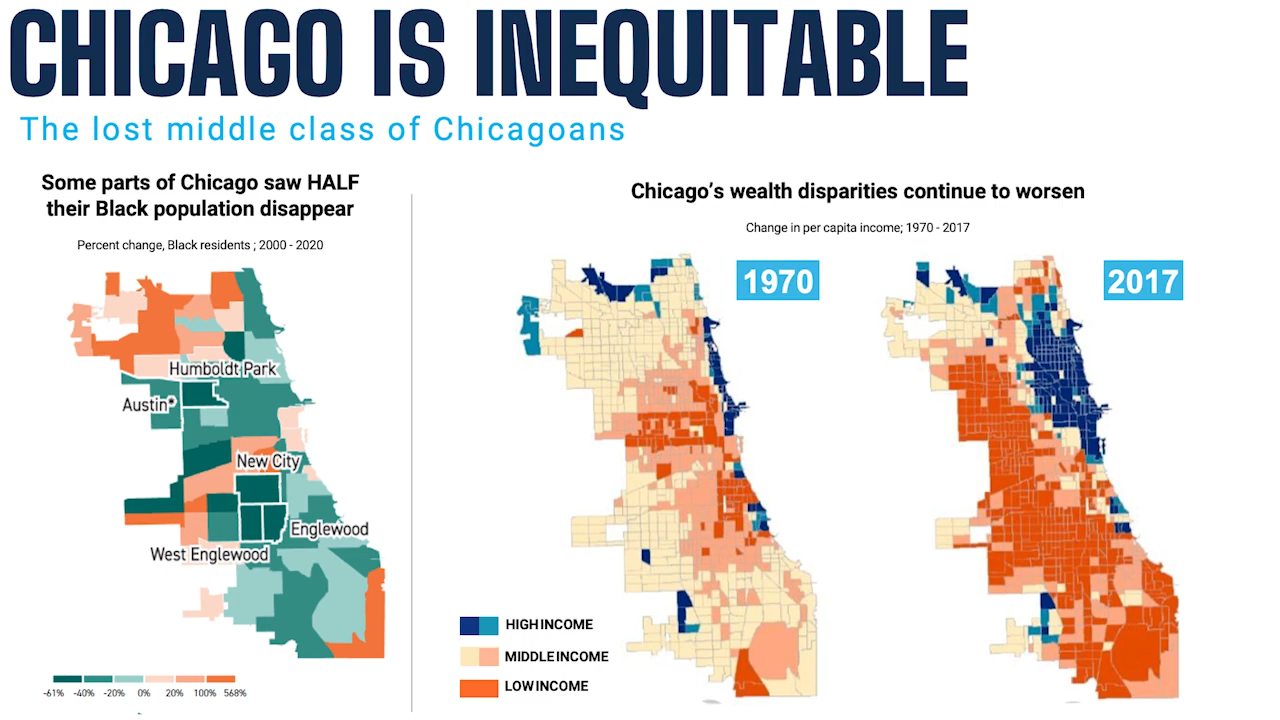 CHICAGO IS INEQUITABLE
The lost middle class of Chicagoans
Some parts of Chicago saw HALF
their Black population disappear
Percent change, Black residents ; 2000 - 2020
Humboldt Park
Austin
New City
Englewood
West Englewood
-61% -40% -20% 0% 20% 100% 568%
Chicago's wealth disparities continue to worsen
Change in per capita income; 1970 - 2017
1970
2017
HIGH INCOME
MIDDLE INCOME
LOW INCOME